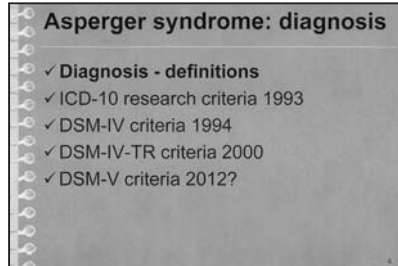 Asperger syndrome: diagnosis
✓ Diagnosis - definitions
✓ ICD-10 research criteria 1993
✓ DSM-IV criteria 1994
✓ DSM-IV-TR criteria 2000
✓ DSM-V criteria 2012?
4